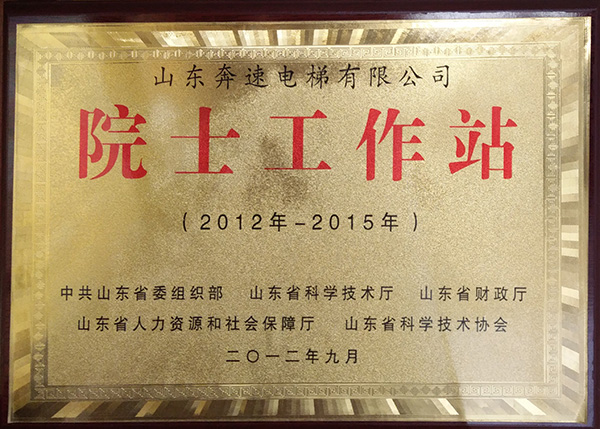 山东奔速电梯有限公司
院士工作站
(2012年-2015年)
中共山东省委组织部 山东省科学技术厅 山东省财政厅
山东省人力资源和社会保障厅 山东省科学技术协会
二〇一二年九月